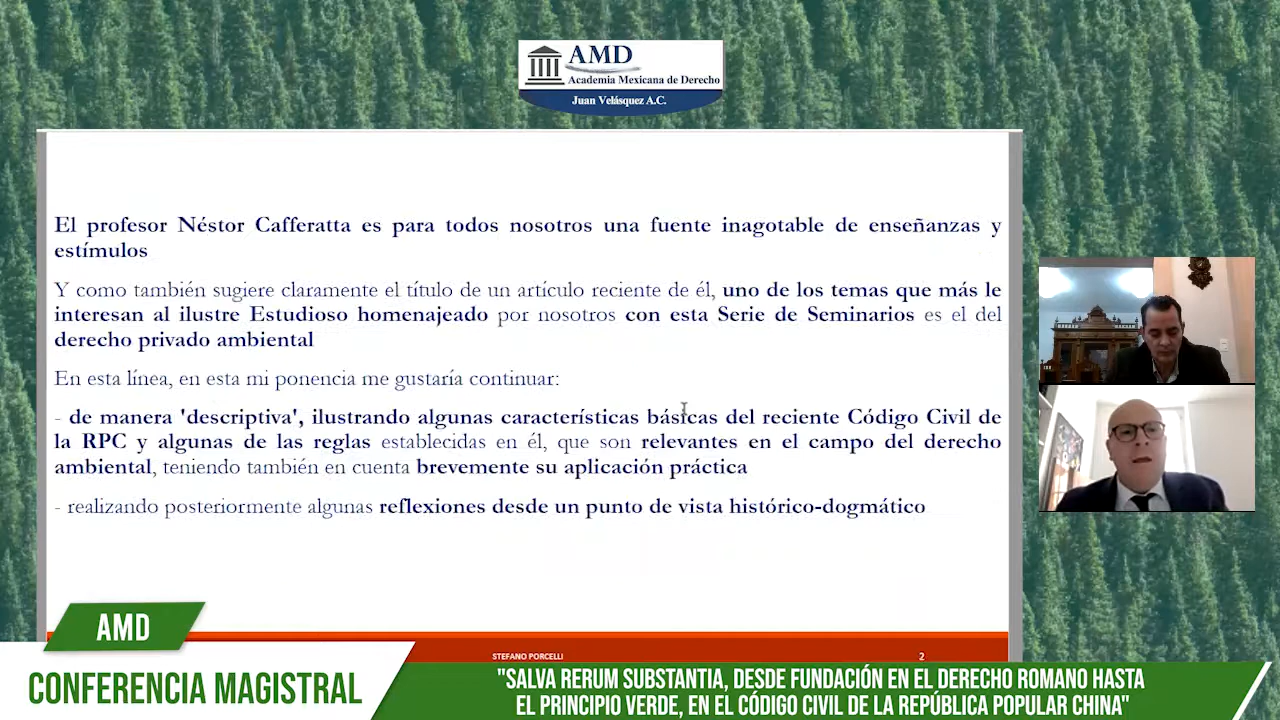 AMD
Academia Mexicana de Derecho
Juan Velásquez A.C.
El profesor Néstor Cafferatta es para todos nosotros una fuente inagotable de enseñanzas y
estímulos
Y como también sugiere claramente el título de un artículo reciente de él, uno de los temas que más le
interesan al ilustre Estudioso homenajeado por nosotros con esta Serie de Seminarios es el del
derecho privado ambiental
En esta línea, en esta mi ponencia me gustaría continuar:
- de manera 'descriptiva', ilustrando algunas características básicas del reciente Código Civil de
la RPC y algunas de las reglas establecidas en él, que son relevantes en el campo del derecho
ambiental, teniendo también en cuenta brevemente su aplicación práctica
- realizando posteriormente algunas reflexiones desde un punto de vista histórico-dogmático
STEFANO PORCELLI 2
AMD
CONFERENCIA MAGISTRAL
"SALVA RERUM SUBSTANTIA, DESDE FUNDACIÓN EN EL DERECHO ROMANO HASTA
EL PRINCIPIO VERDE, EN EL CÓDIGO CIVIL DE LA REPÚBLICA POPULAR CHINA"